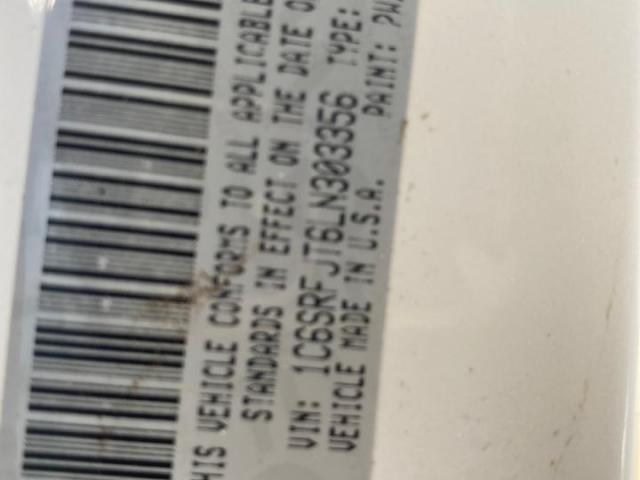 HIS VEHICLE CONFORMS TO ALL APPLICABLE
STANDARDS IN EFFECT ON THE DATE O
VIN: 1C6SRFJT6LN303356 TYPE:
VEHICLE MADE IN U.S.A. PAINT: PW